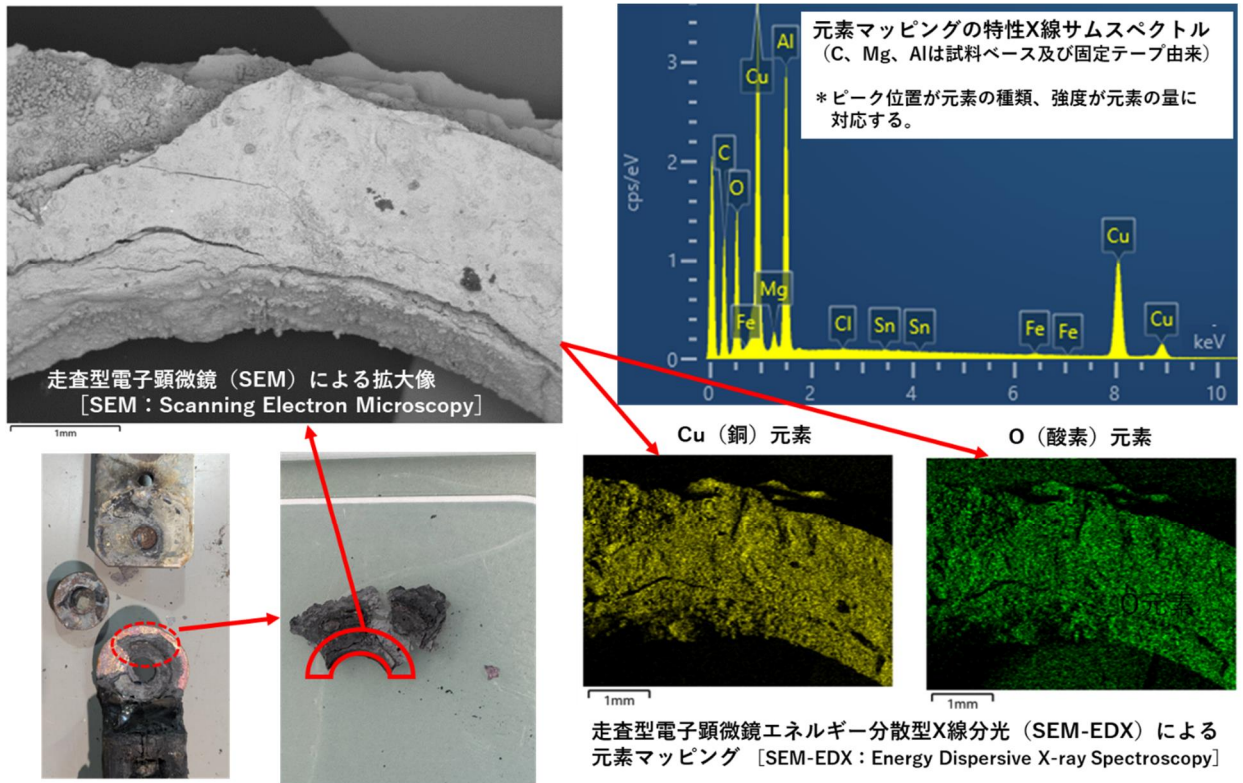 元素マッピングの特性X線サムスペクトル
（C、Mg、Alは試料ベース及び固定テープ由来）
＊ピーク位置が元素の種類、強度が元素の量に
対応する。
cps/eV
3
2
1
0
Cu
Al
C
O
Fe
Mg
Cl
Sn
Sn
Fe
Fe
Cu
Cu
keV
0
2
4
6
8
10
走査型電子顕微鏡（SEM）による拡大像
［SEM：Scanning Electron Microscopy］
1mm
Cu（銅）元素
O（酸素）元素
O元素
1mm
1mm
走査型電子顕微鏡エネルギー分散型X線分光（SEM-EDX）による
元素マッピング ［SEM-EDX：Energy Dispersive X-ray Spectroscopy］